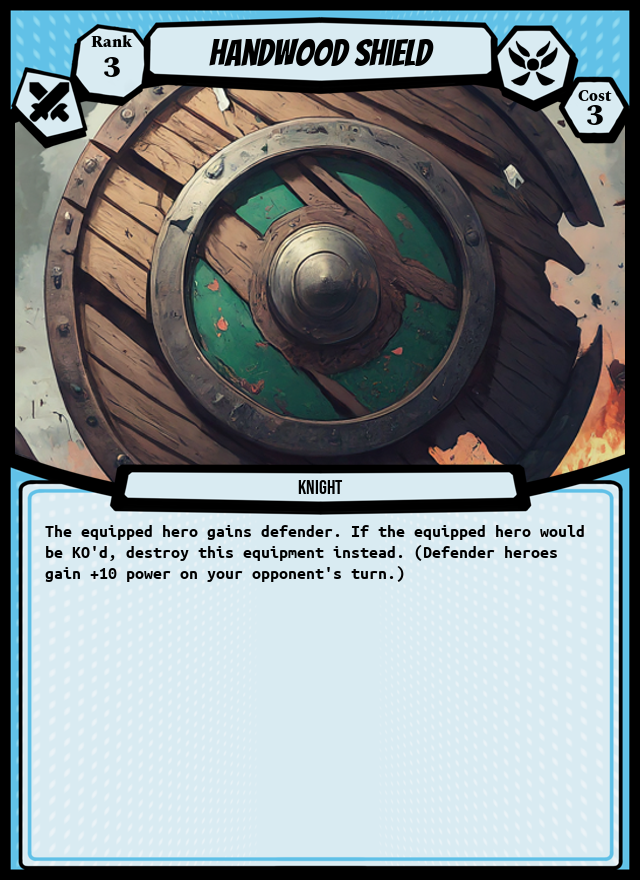 Rank
3
HANDWOOD SHIELD
Cost
3
KNIGHT
The equipped hero gains defender. If the equipped hero would
be KO'd, destroy this equipment instead. (Defender heroes
gain +10 power on your opponent's turn.)